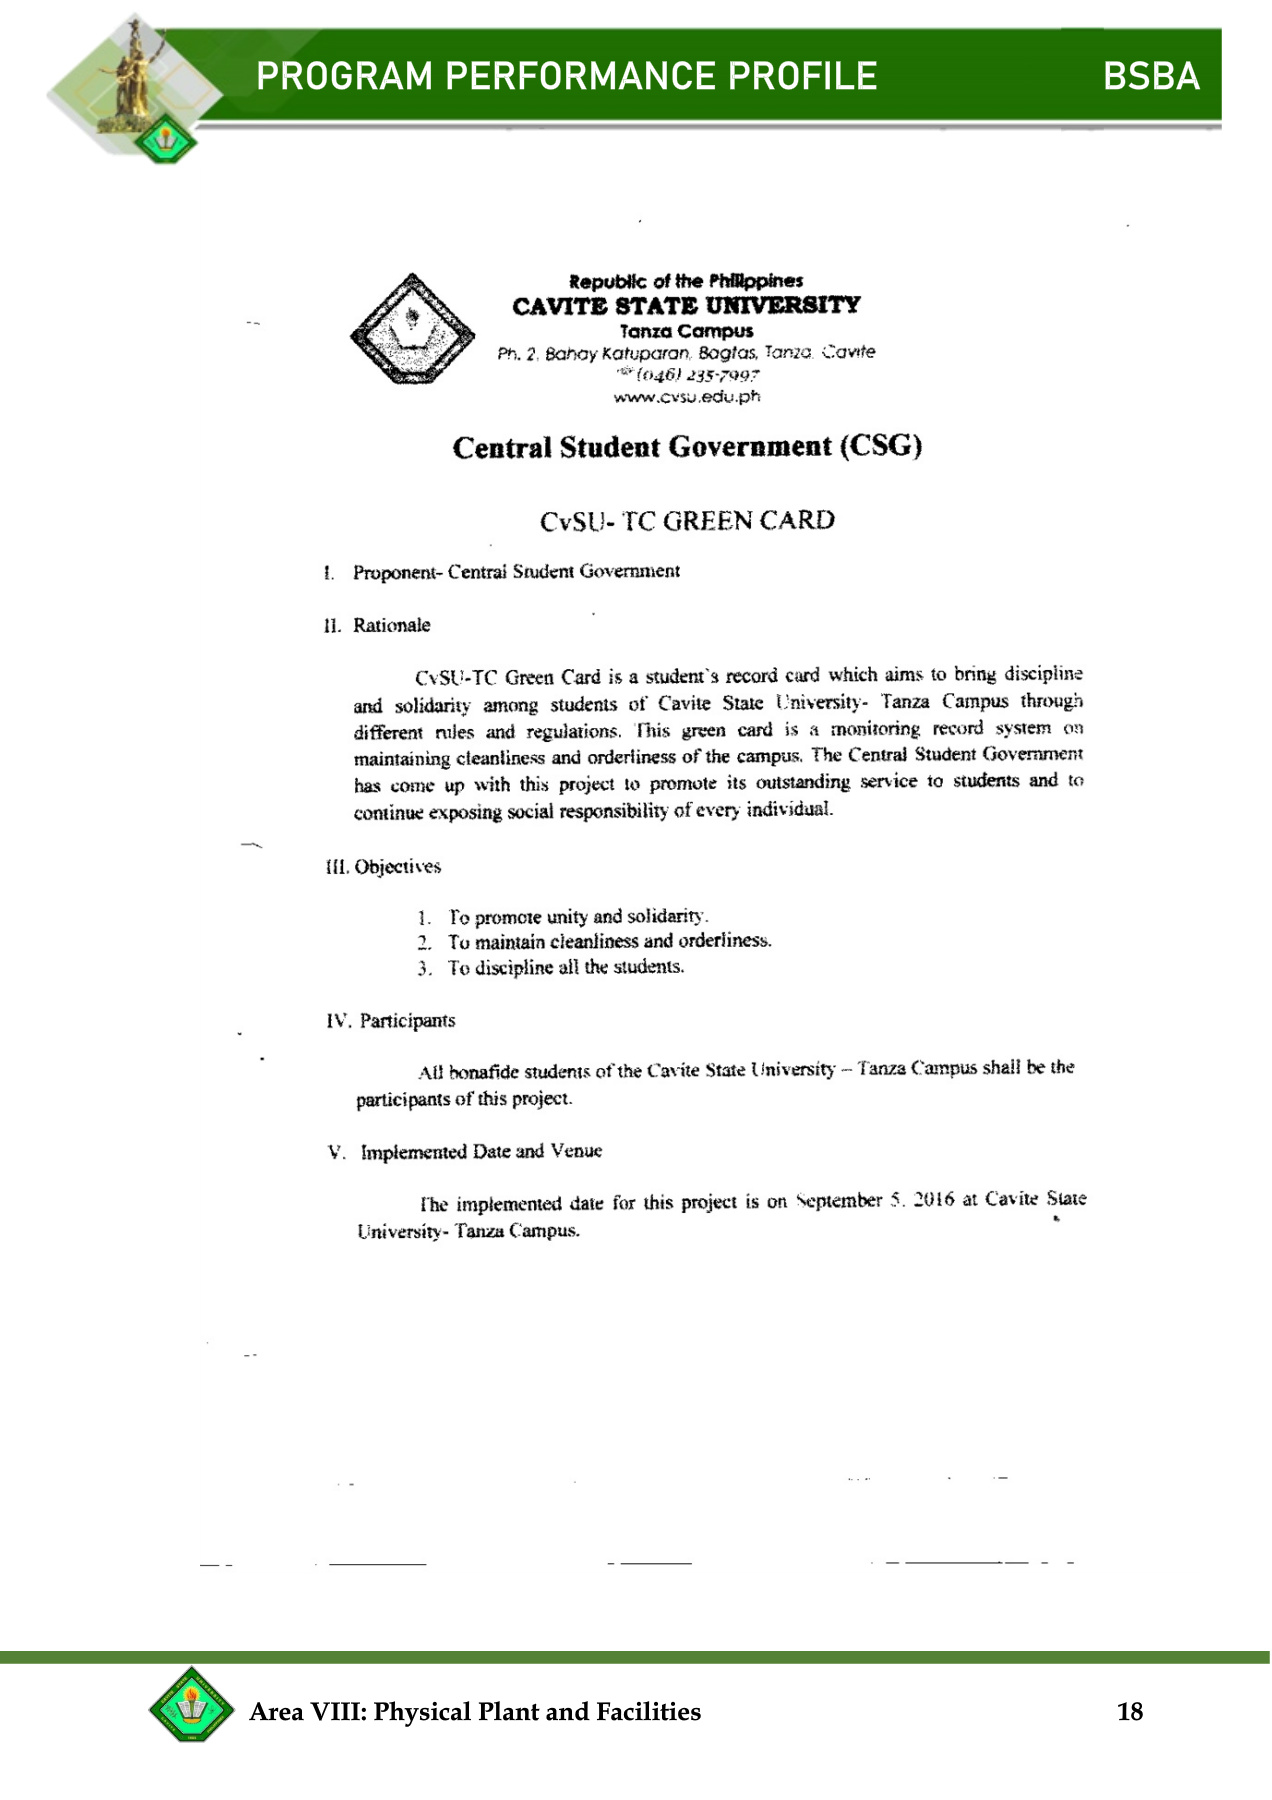 PROGRAM PERFORMANCE PROFILE BSBA
Republic of the Philippines
CAVITE STATE UNIVERSITY
Tanza Campus
Ph. 2, Bahay Katuparan, Bagtas, Tanza, Cavite
☏ (046) 235-7997
www.cvsu.edu.ph
Central Student Government (CSG)
CvSU- TC GREEN CARD
I. Proponent- Central Student Government
II. Rationale
CvSU-TC Green Card is a student's record card which aims to bring discipline
and solidarity among students of Cavite State University- Tanza Campus through
different rules and regulations. This green card is a monitoring record system on
maintaining cleanliness and orderliness of the campus. The Central Student Government
has come up with this project to promote its outstanding service to students and to
continue exposing social responsibility of every individual.
III. Objectives
1. To promote unity and solidarity.
2. To maintain cleanliness and orderliness.
3. To discipline all the students.
IV. Participants
All bonafide students of the Cavite State University – Tanza Campus shall be the
participants of this project.
V. Implemented Date and Venue
The implemented date for this project is on September 5, 2016 at Cavite State
University- Tanza Campus.
Area VIII: Physical Plant and Facilities 18